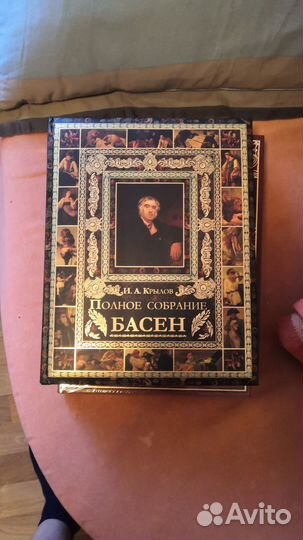 И. А. Крылов
Полное собрание
БАСЕН
Avito